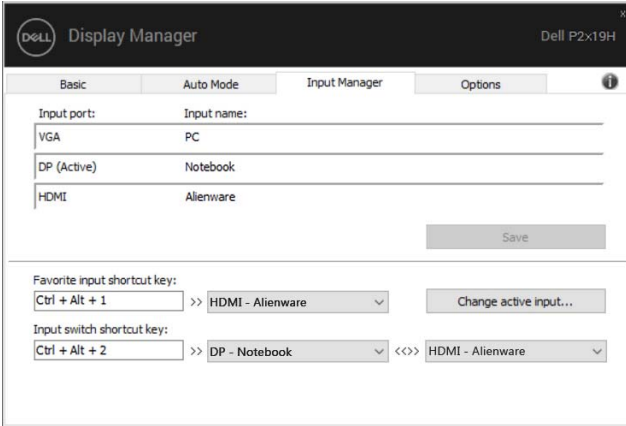 x
DELL Display Manager Dell P2x19H
Basic Auto Mode Input Manager Options i
Input port: Input name:
VGA PC
DP (Active) Notebook
HDMI Alienware
Save
Favorite input shortcut key:
Ctrl + Alt + 1 >> HDMI - Alienware Change active input...
Input switch shortcut key:
Ctrl + Alt + 2 >> DP - Notebook <<>> HDMI - Alienware